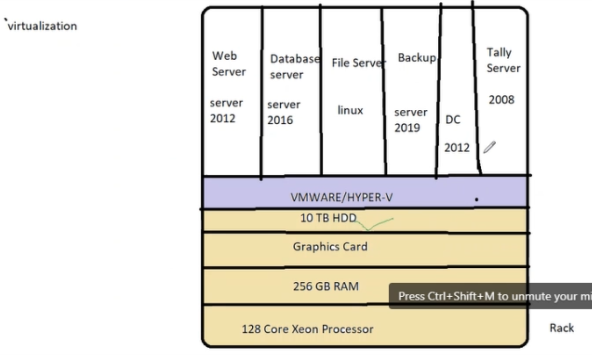 `virtualization
Web
Server
server
2012
Database
server
server
2016
File Server
linux
Backup
server
2019
DC
2012
Tally
Server
2008
VMWARE/HYPER-V
10 TB HDD
Graphics Card
256 GB RAM
Press Ctrl+Shift+M to unmute your mi
128 Core Xeon Processor
Rack